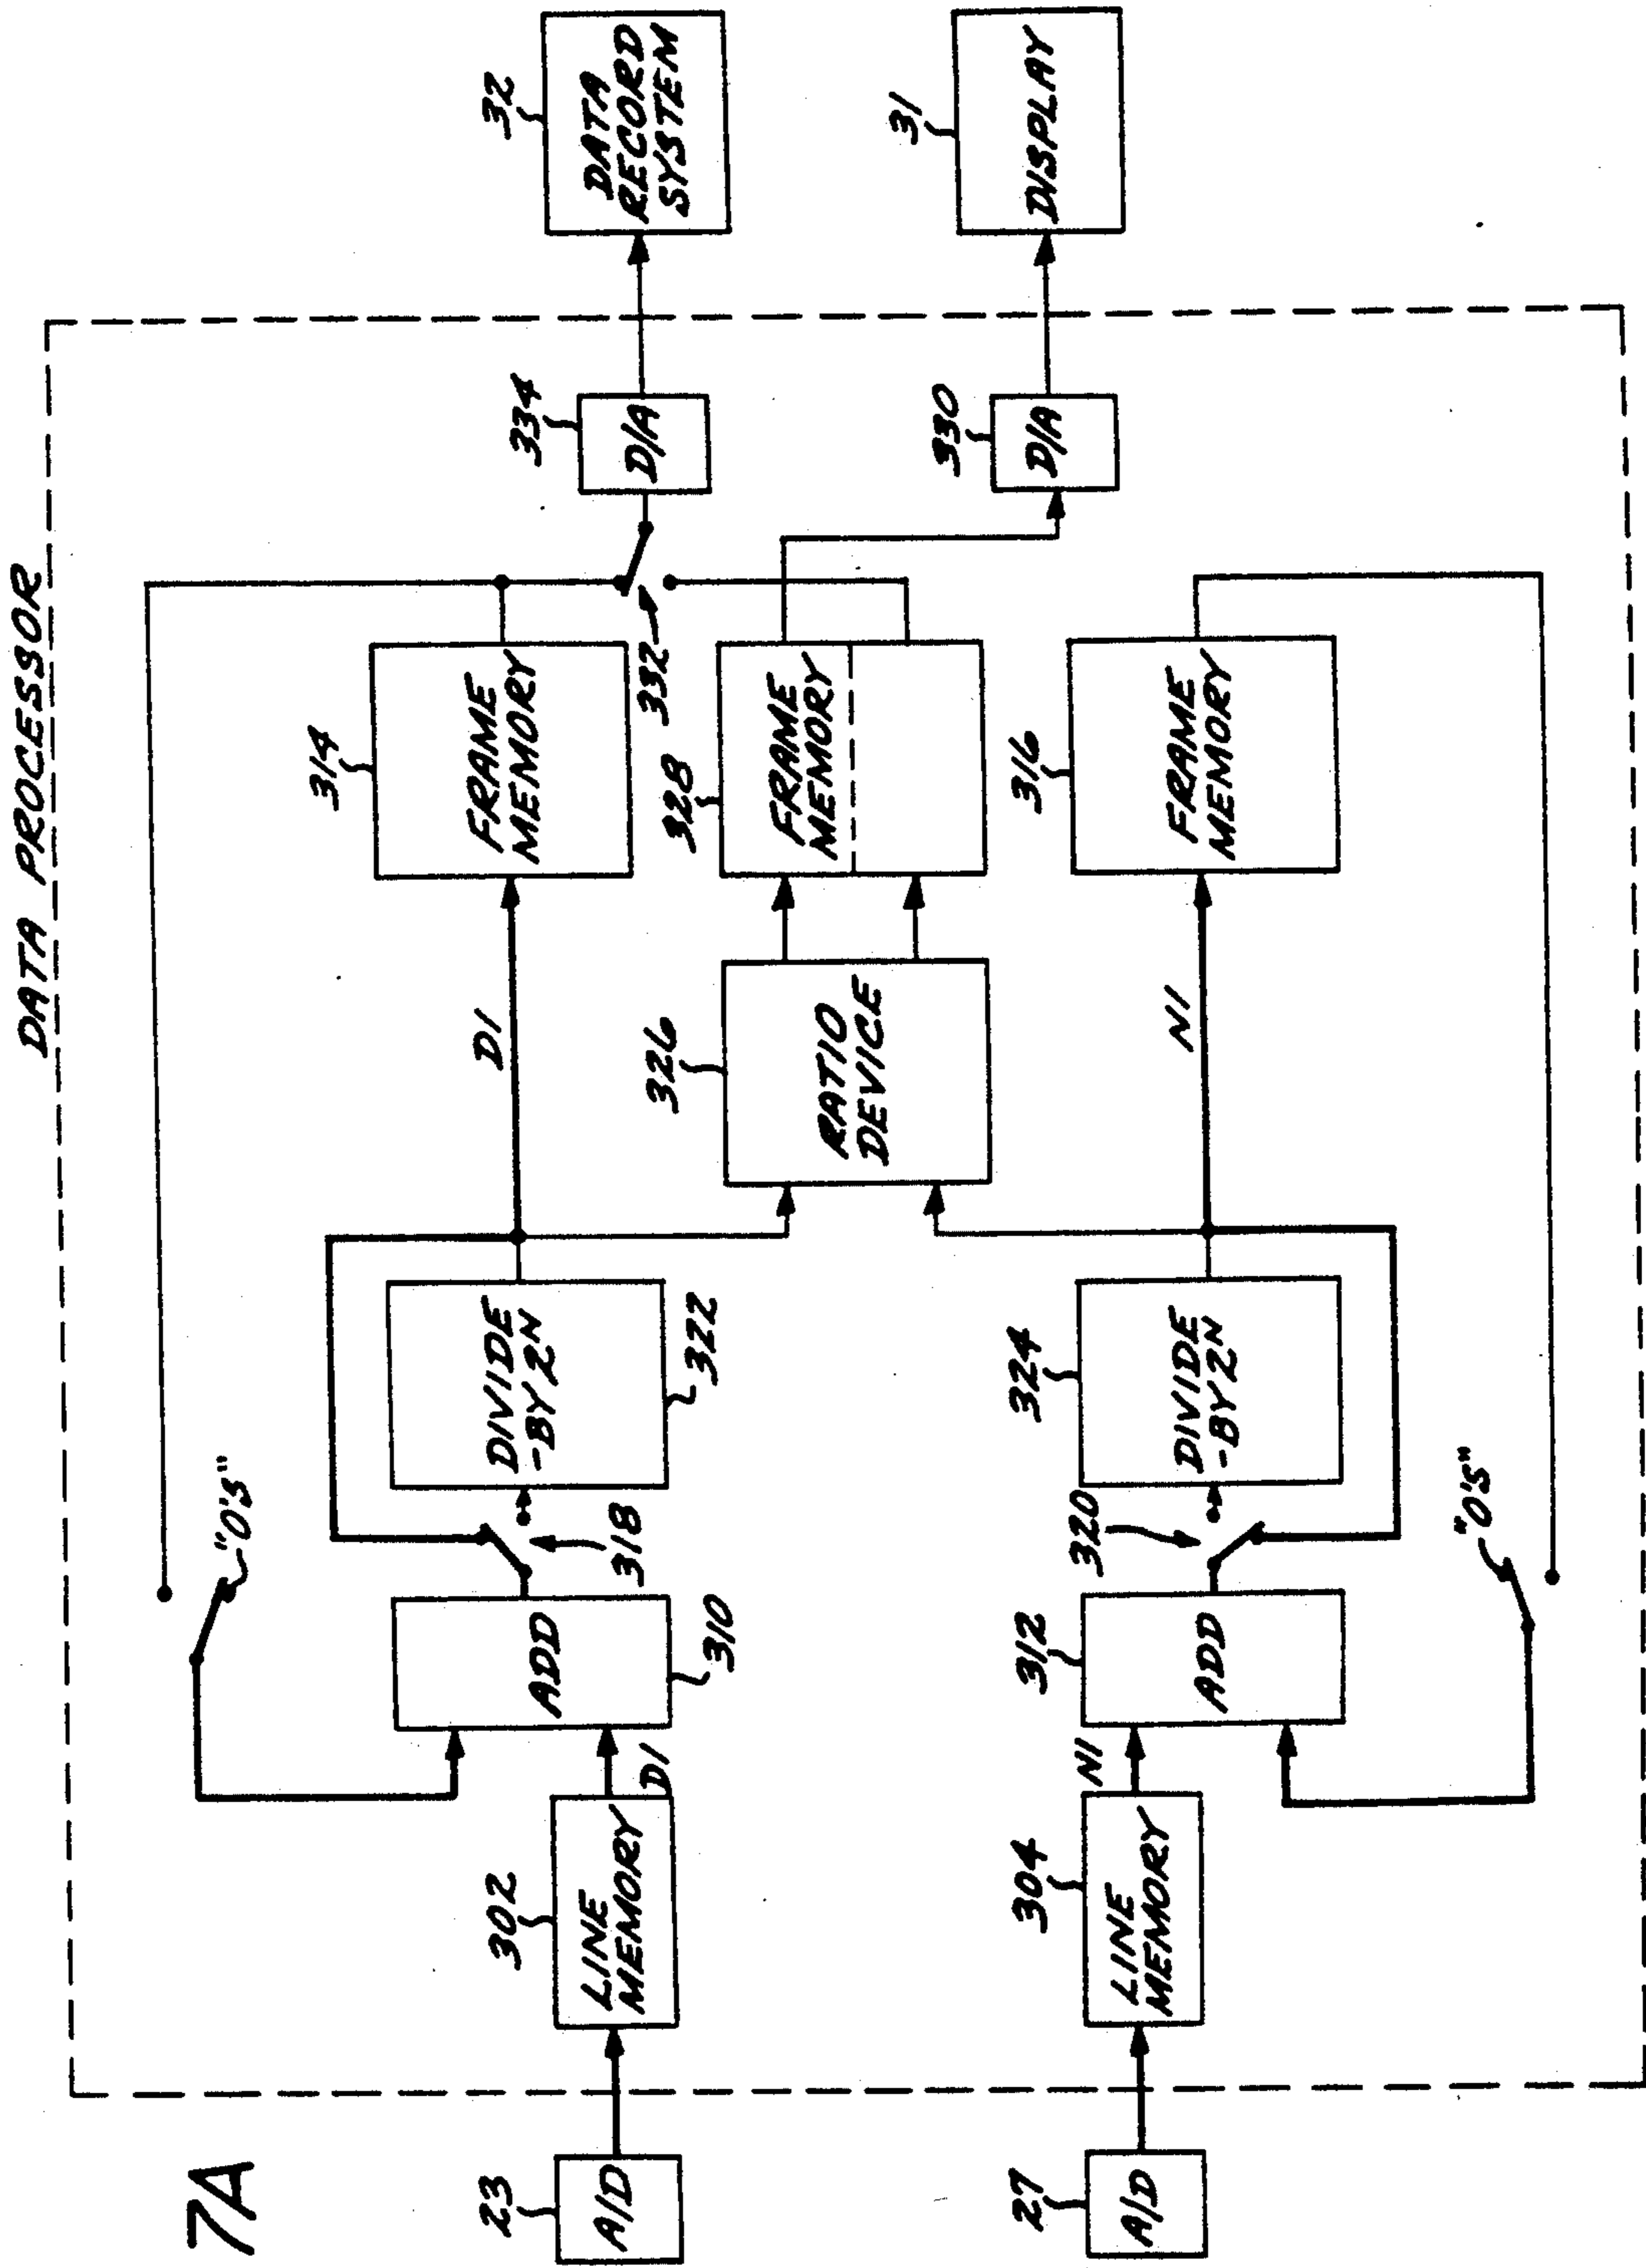 7A
DATA PROCESSOR
23
A/D
302
LINE
MEMORY
D1
"0'S"
ADD
310
318
DIVIDE
-BY 2N
322
D1
314
FRAME
MEMORY
332
334
D/A
32
DATA
RECORD
SYSTEM
326
RATIO
DEVICE
328
FRAME
MEMORY
330
D/A
31
DISPLAY
27
A/D
304
LINE
MEMORY
N1
312
ADD
"0'S"
320
324
DIVIDE
-BY 2N
N1
316
FRAME
MEMORY